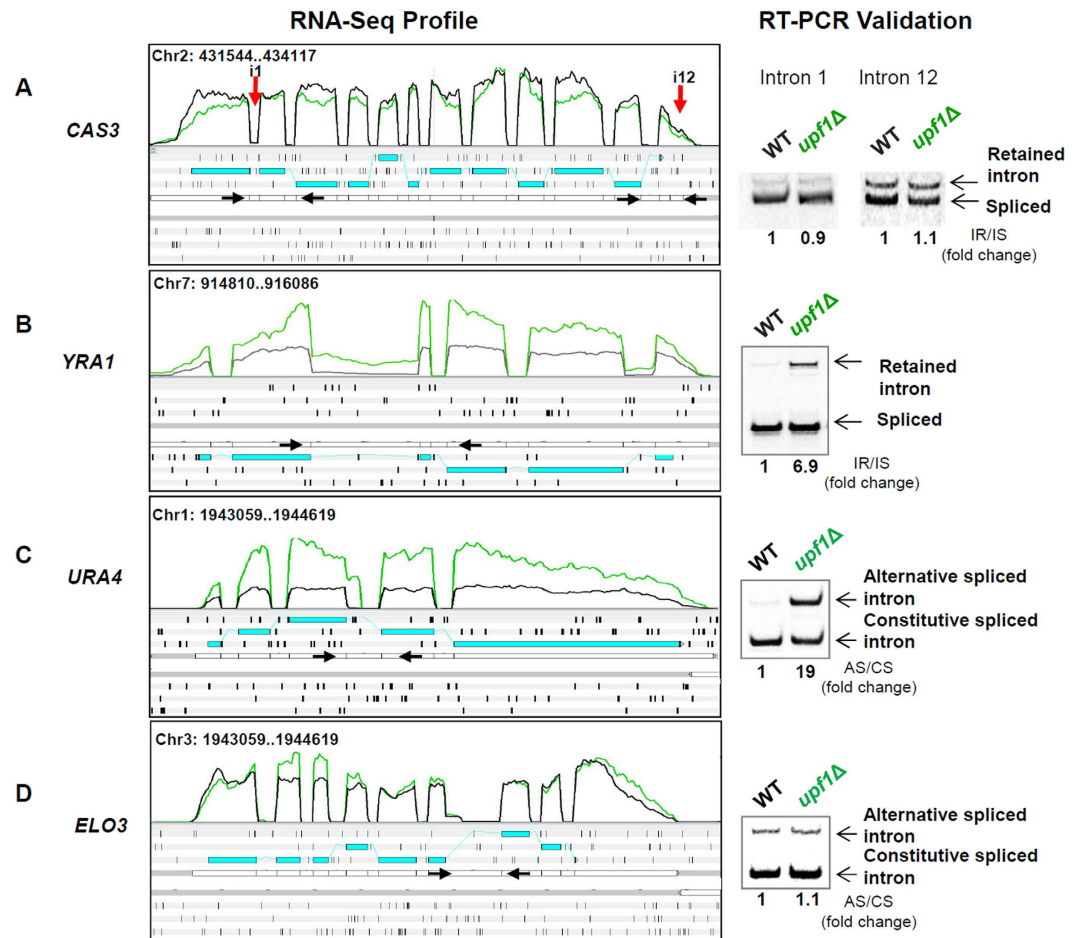 RNA-Seq Profile
RT-PCR Validation
A
CAS3
Chr2: 431544..434117
i1
i12
Intron 1
Intron 12
WT
upf1Δ
WT
upf1Δ
Retained
intron
Spliced
1
0.9
1
1.1
IR/IS
(fold change)
B
YRA1
Chr7: 914810..916086
WT
upf1Δ
Retained
intron
Spliced
1
6.9
IR/IS
(fold change)
C
URA4
Chr1: 1943059..1944619
WT
upf1Δ
Alternative spliced
intron
Constitutive spliced
intron
1
19
AS/CS
(fold change)
D
ELO3
Chr3: 1943059..1944619
WT
upf1Δ
Alternative spliced
intron
Constitutive spliced
intron
1
1.1
AS/CS
(fold change)